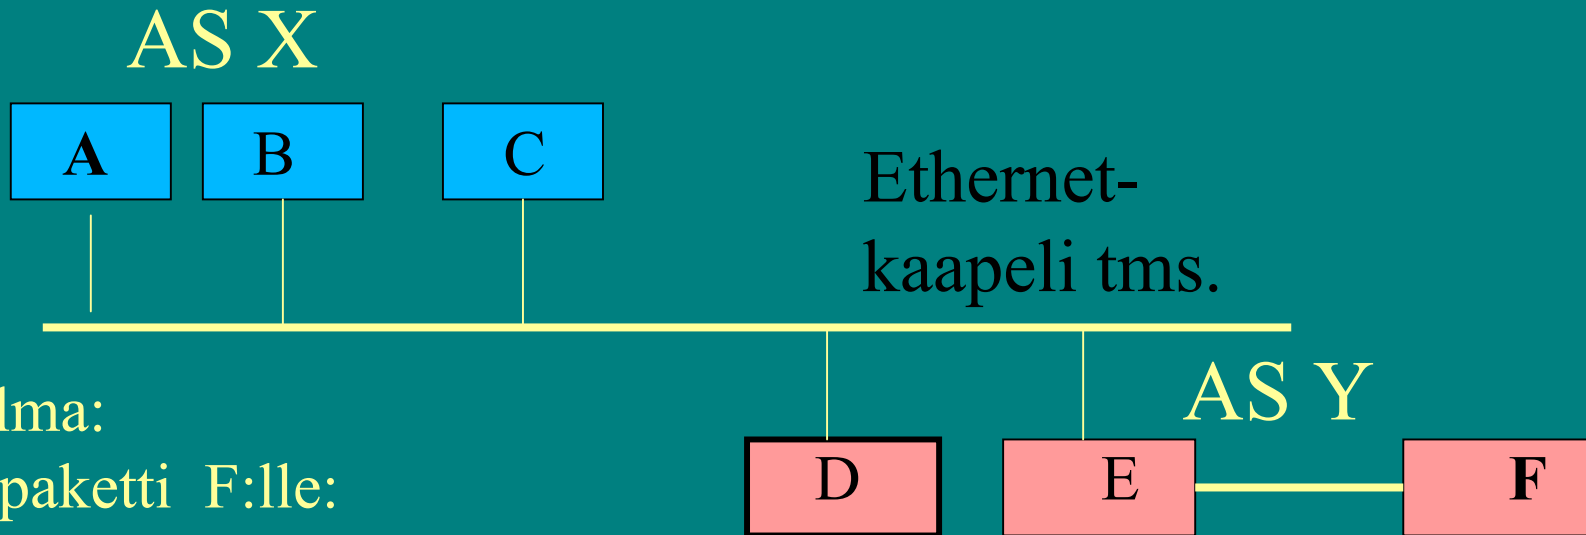 AS X
A B C
Ethernet-
kaapeli tms.
AS Y
lma:
paketti F:lle:
D E F